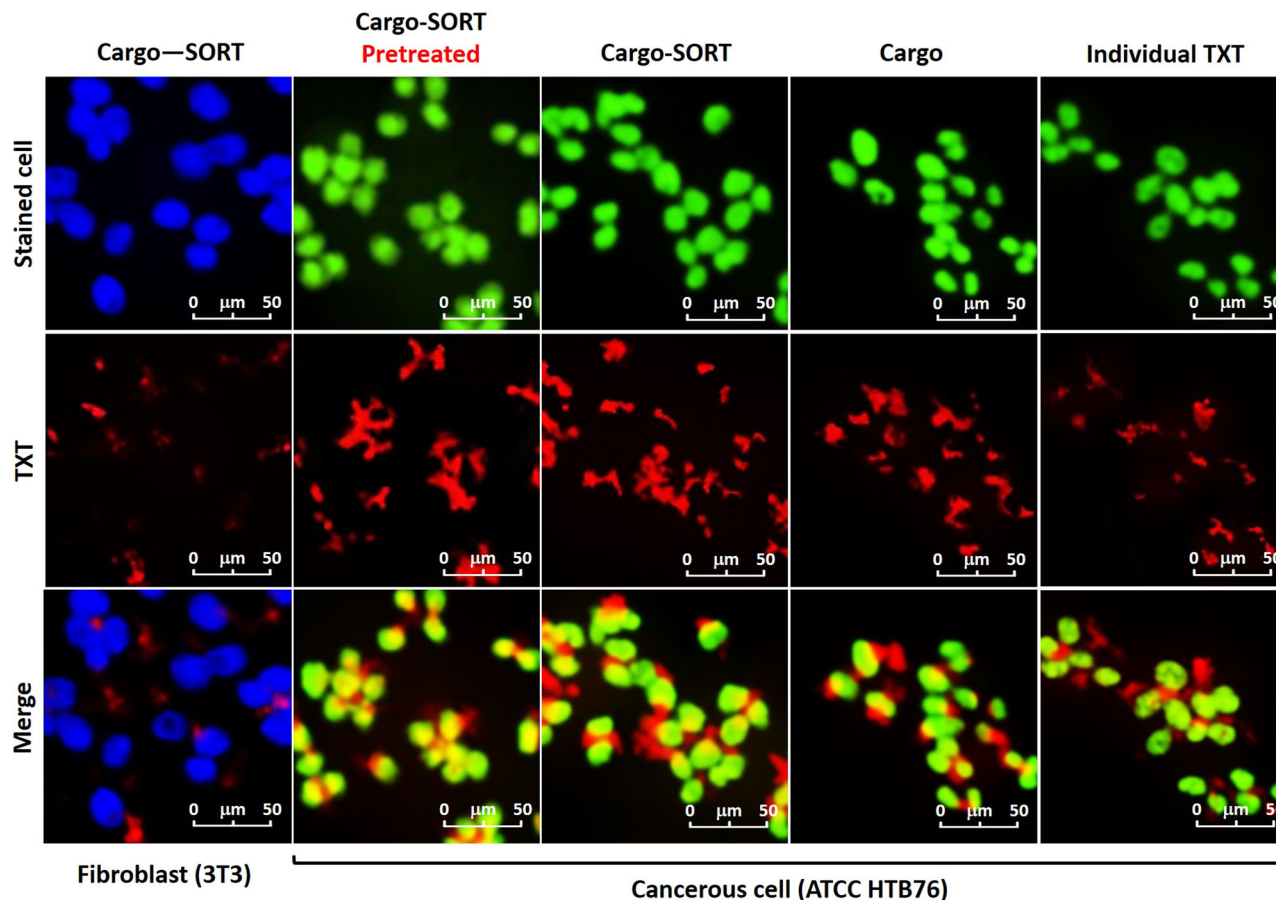 Cargo—SORT
Cargo-SORT
Pretreated
Cargo-SORT
Cargo
Individual TXT
Stained cell
0 μm 50
0 μm 50
0 μm 50
0 μm 50
0 μm 50
TXT
0 μm 50
0 μm 50
0 μm 50
0 μm 50
0 μm 50
Merge
0 μm 50
0 μm 50
0 μm 50
0 μm 50
0 μm 50
Fibroblast (3T3)
Cancerous cell (ATCC HTB76)